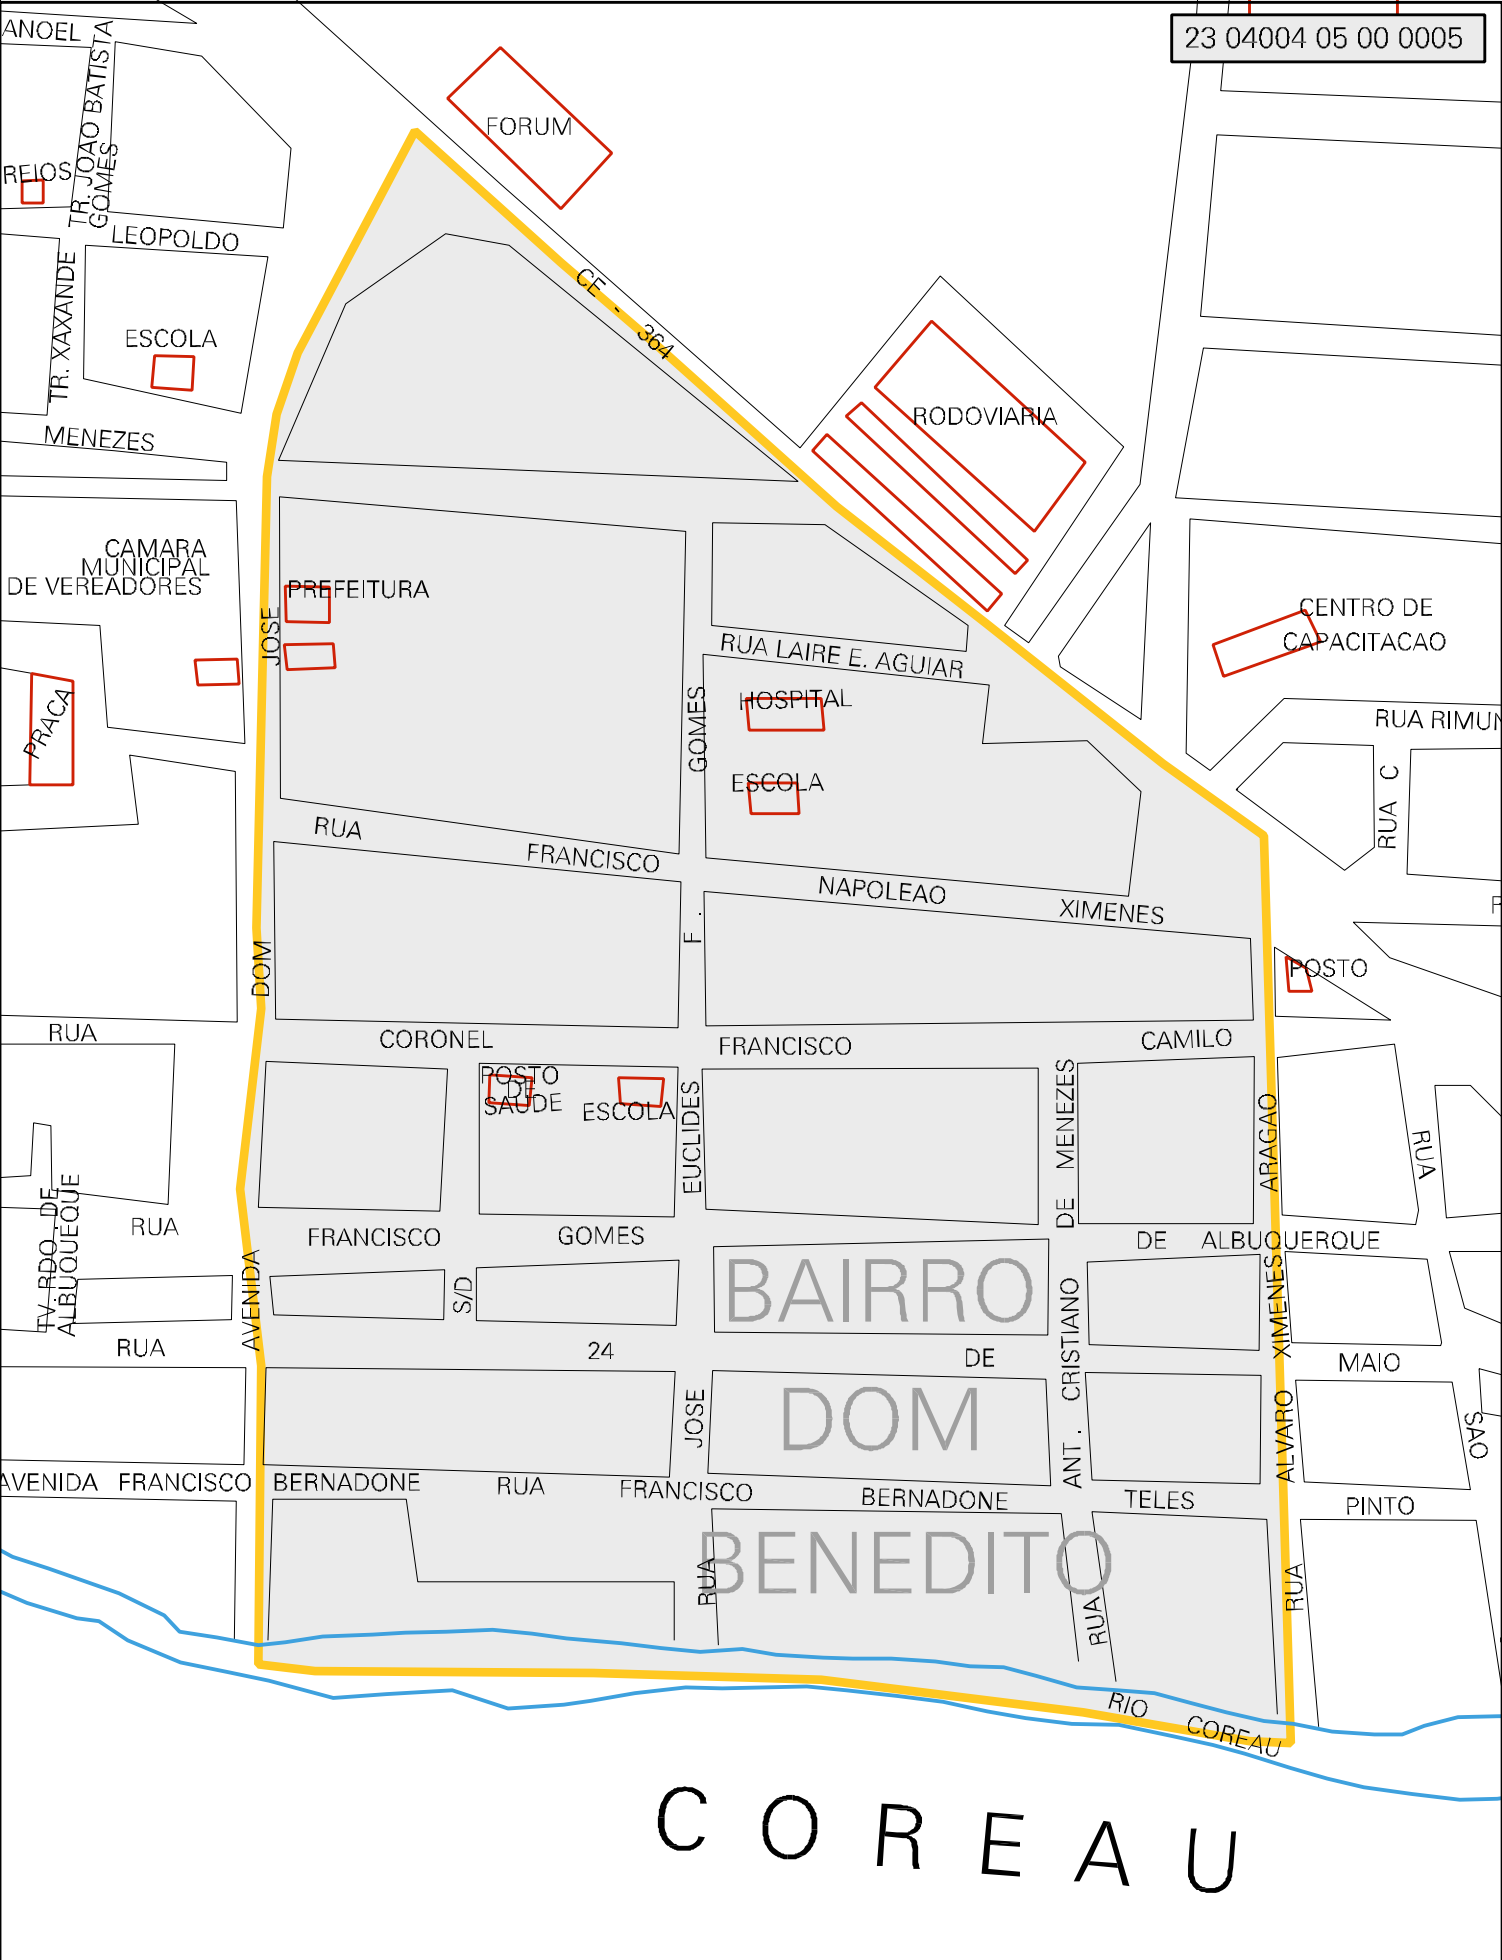 ANOEL
TR. JOAO BATISTA
GOMES
23 04004 05 00 0005
FORUM
REIOS
LEOPOLDO
TR. XAXANDE
ESCOLA
CE - 364
MENEZES
RODOVIARIA
CAMARA
MUNICIPAL
DE VEREADORES
PREFEITURA
JOSE
RUA LAIRE E. AGUIAR
CENTRO DE
CAPACITACAO
PRACA
HOSPITAL
GOMES
RUA RIMUN
ESCOLA
RUA C
RUA
FRANCISCO
NAPOLEAO
XIMENES
F .
DOM
POSTO
RUA
CORONEL
FRANCISCO
CAMILO
POSTO
DE
SAUDE
ESCOLA
EUCLIDES
DE MENEZES
ARAGAO
RUA
TV. RDO. DE
ALBUQUEQUE
RUA
FRANCISCO
GOMES
DE ALBUQUERQUE
AVENIDA
S/D
BAIRRO
ANT . CRISTIANO
XIMENES
RUA
24
DE
MAIO
JOSE
DOM
ALVARO
SAO
AVENIDA FRANCISCO BERNADONE
RUA
FRANCISCO
BERNADONE
TELES
PINTO
BENEDITO
RUA
RUA
RUA
RIO
COREAU
C O R E A U